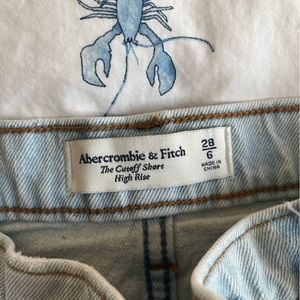 Abercrombie & Fitch
The Cutoff Short
High Rise
28
6
MADE IN
CHINA